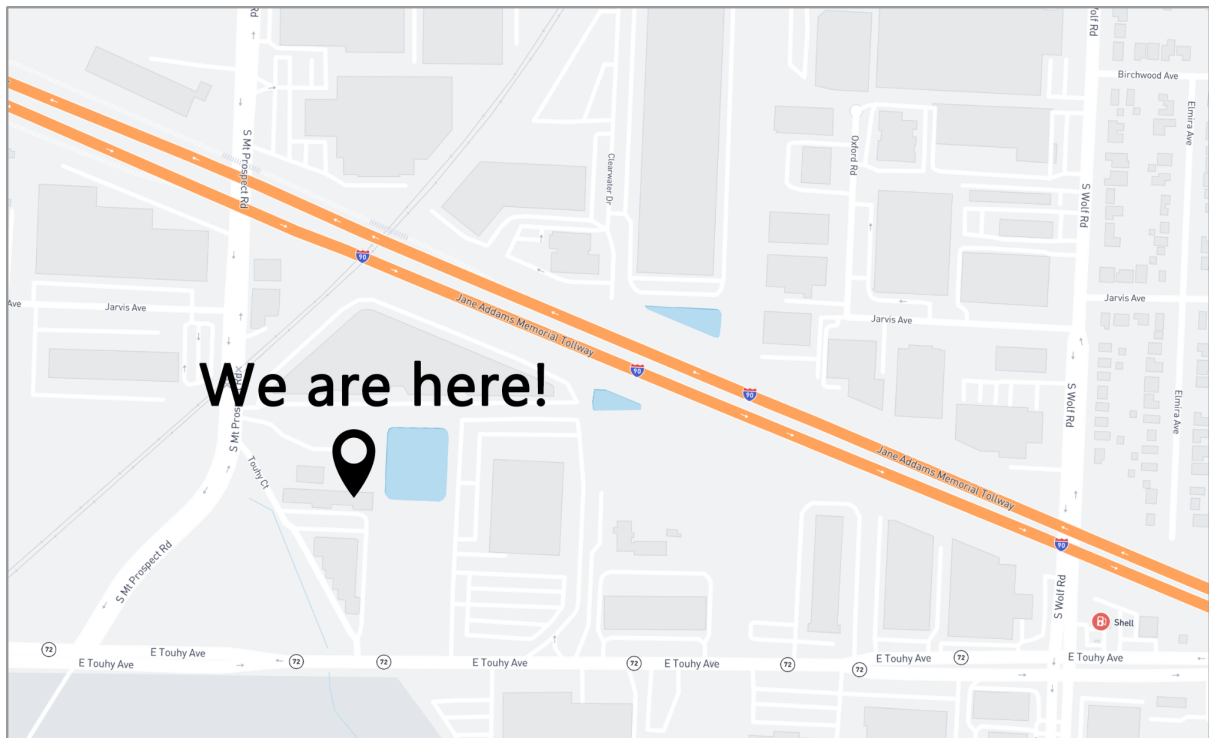 Rd
Wolf Rd
Birchwood Ave
Elmira Ave
S Mt Prospect Rd
Clearwater Dr
Oxford Rd
S Wolf Rd
90
Ave
Jarvis Ave
Jane Addams Memorial Tollway
Jarvis Ave
Jarvis Ave
We are here!
90
90
S Mt Prospect Rd
S Wolf Rd
Elmira Ave
Touhy Ct
Jane Addams Memorial Tollway
90
S Mt Prospect Rd
S Wolf Rd
Shell
72
E Touhy Ave
E Touhy Ave
72
72
E Touhy Ave
72
E Touhy Ave
72
72
E Touhy Ave
72
E Touhy Ave